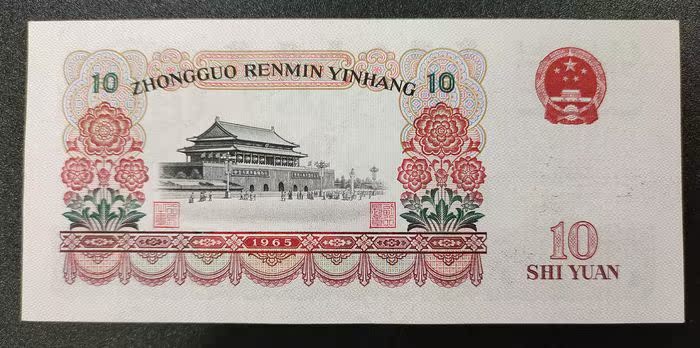 10 ZHONGGUO RENMIN YINHANG 10
1965
10
SHI YUAN